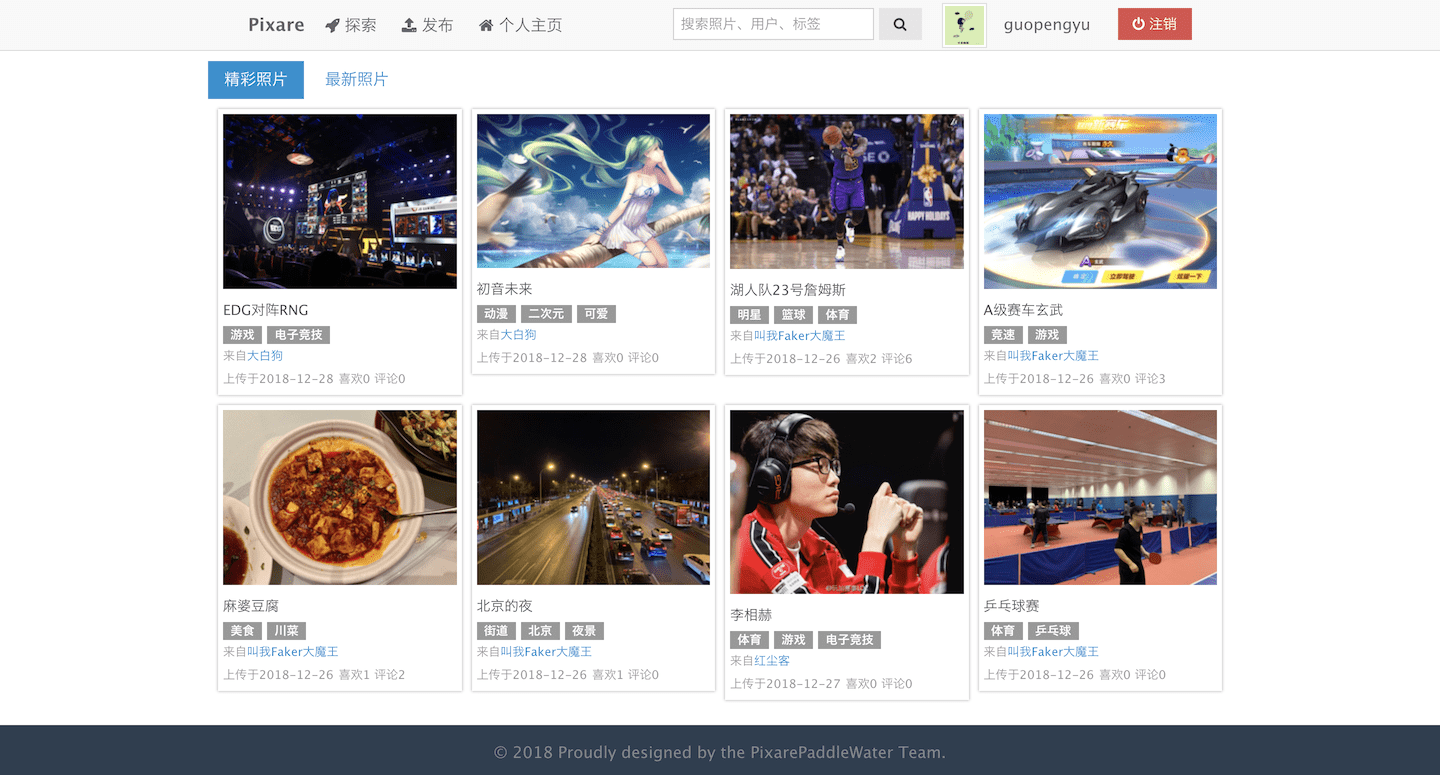 Pixare 探索 发布 个人主页 搜索照片、用户、标签 guopengyu 注销
精彩照片 最新照片
EDG对阵RNG
游戏 电子竞技
来自大白狗
上传于2018-12-28 喜欢0 评论0
初音未来
动漫 二次元 可爱
来自大白狗
上传于2018-12-28 喜欢0 评论0
HAPPY HOLIDAYS
湖人队23号詹姆斯
明星 篮球 体育
来自叫我Faker大魔王
上传于2018-12-26 喜欢2 评论6
立即驾驶
炫耀一下
A级赛车玄武
竞速 游戏
来自叫我Faker大魔王
上传于2018-12-26 喜欢0 评论3
麻婆豆腐
美食 川菜
来自叫我Faker大魔王
上传于2018-12-26 喜欢1 评论2
北京的夜
街道 北京 夜景
来自叫我Faker大魔王
上传于2018-12-26 喜欢1 评论0
李相赫
体育 游戏 电子竞技
来自红尘客
上传于2018-12-27 喜欢0 评论0
乒乓球赛
体育 乒乓球
来自叫我Faker大魔王
上传于2018-12-26 喜欢0 评论0
© 2018 Proudly designed by the PixarePaddleWater Team.